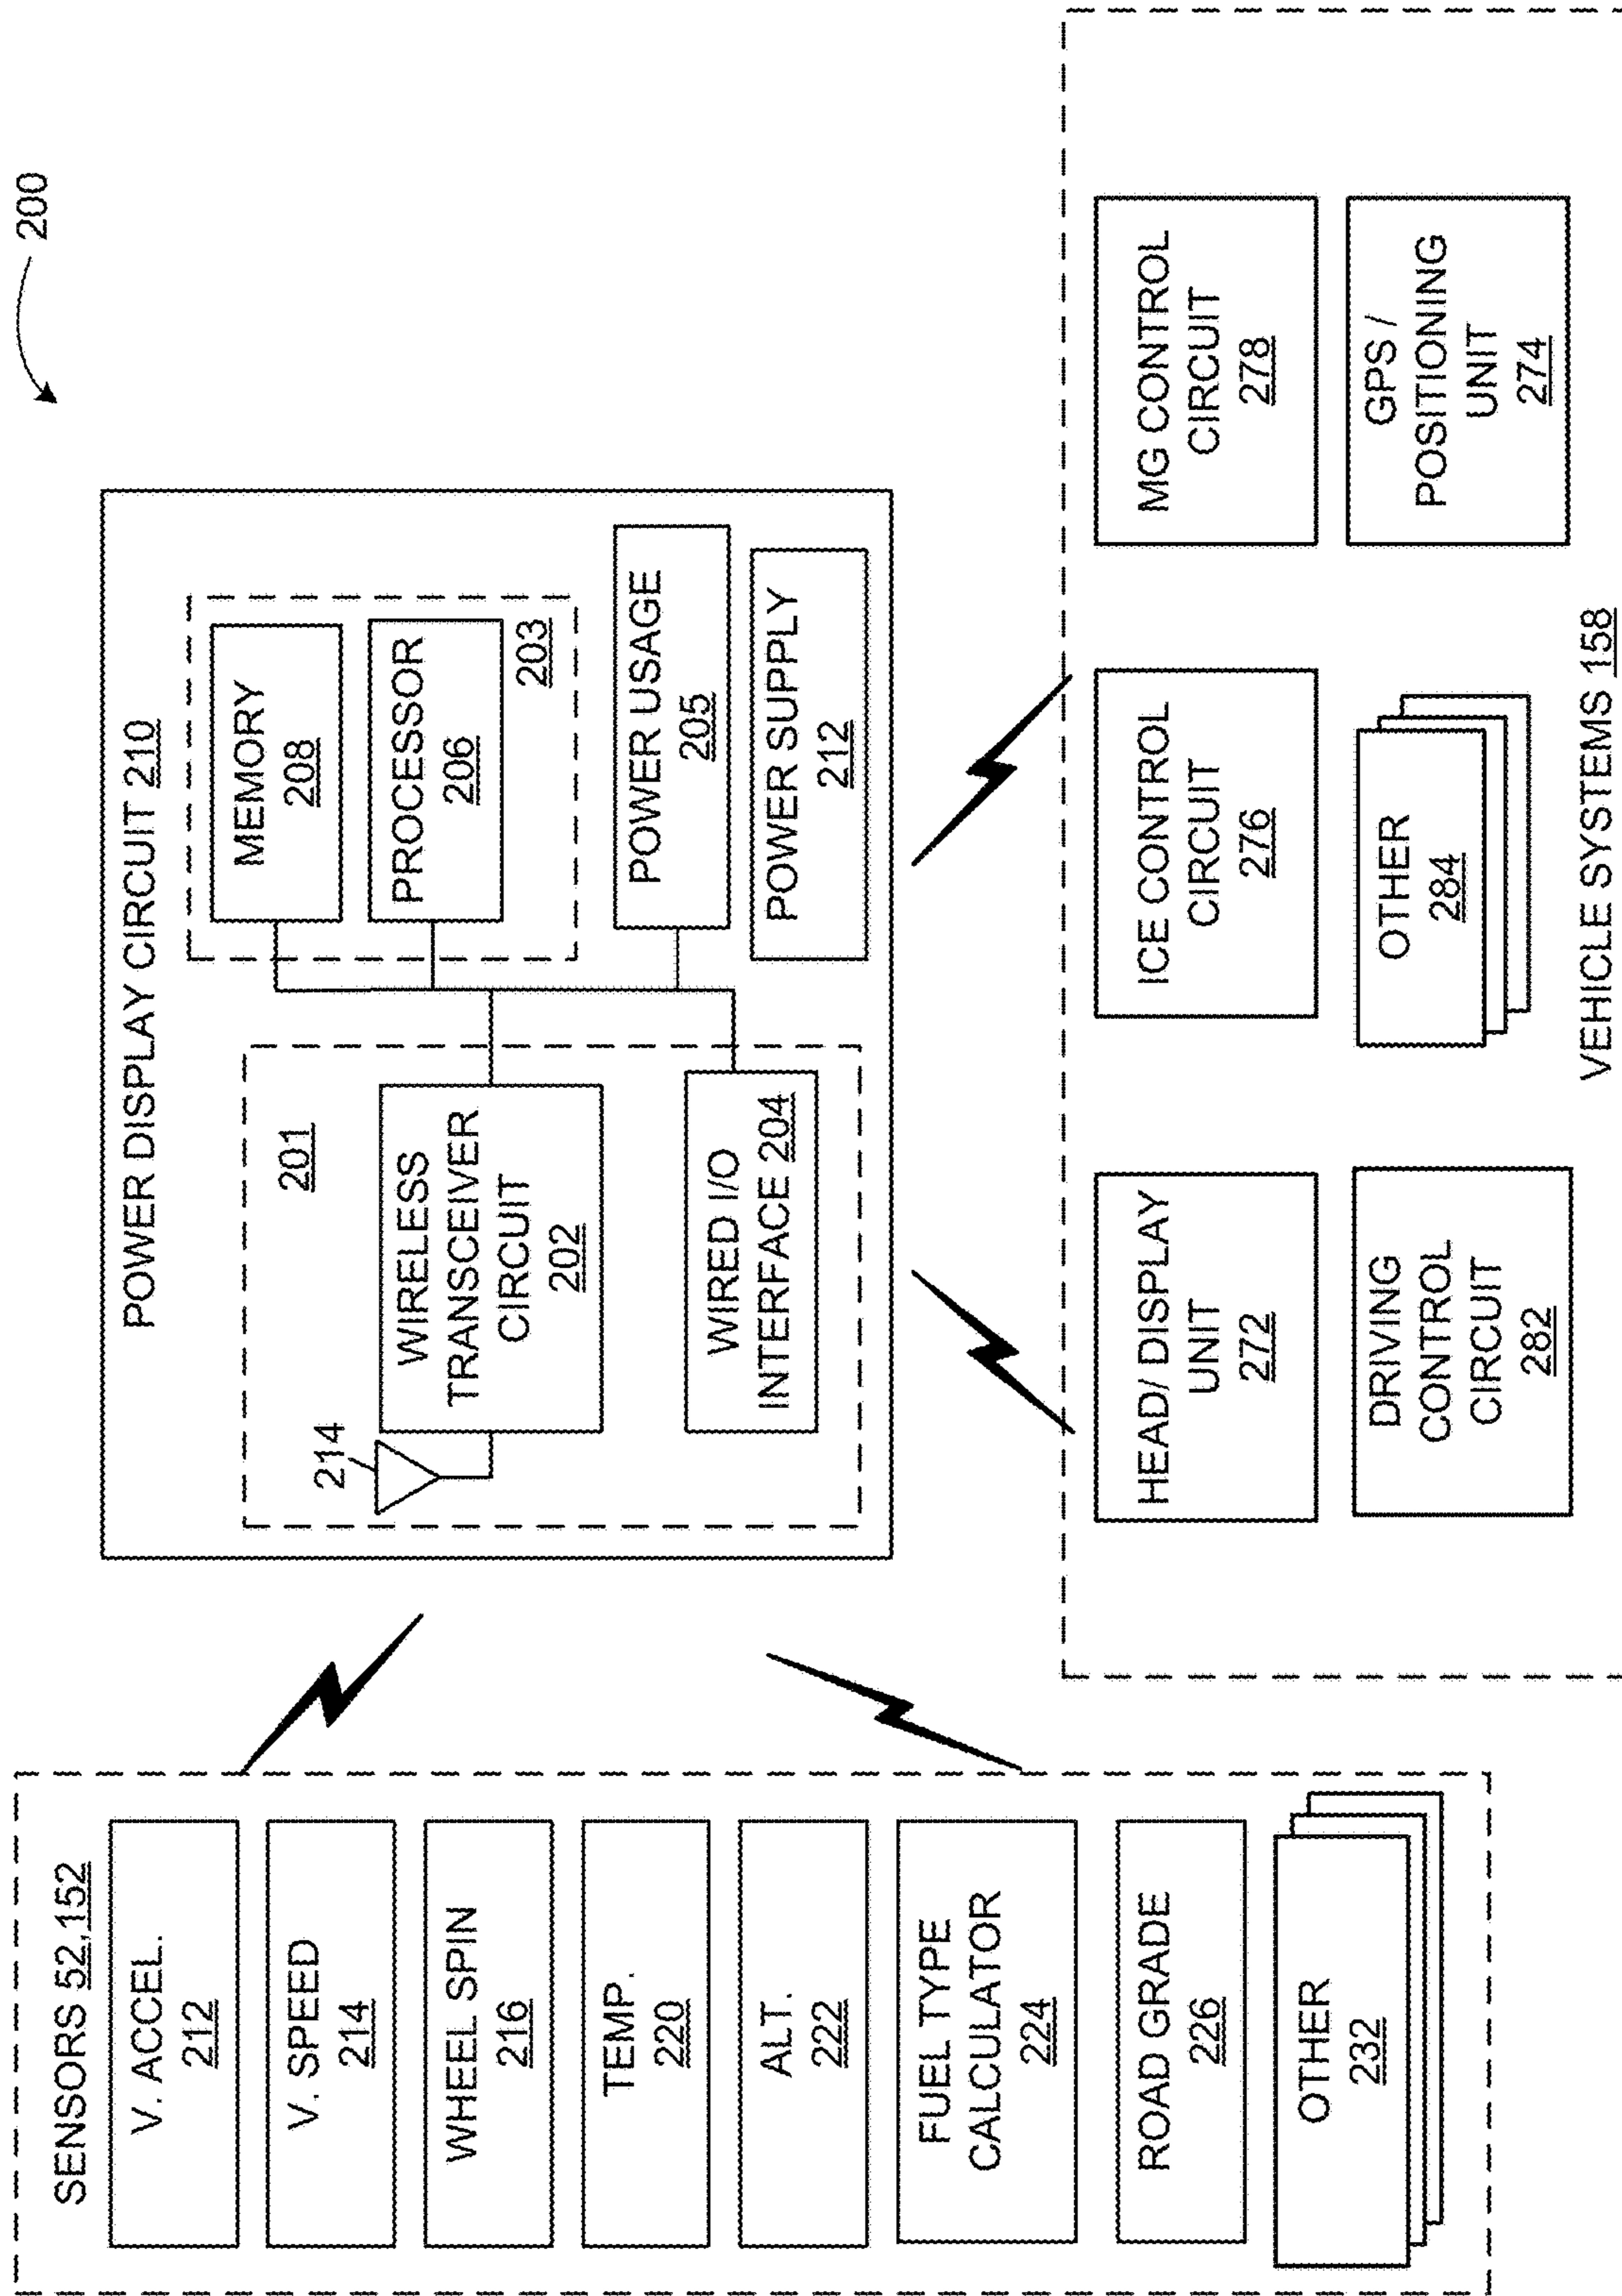 200
SENSORS 52,152
V. ACCEL.
212
V. SPEED
214
WHEEL SPIN
216
TEMP.
220
ALT.
222
FUEL TYPE
CALCULATOR
224
ROAD GRADE
226
OTHER
232
POWER DISPLAY CIRCUIT 210
201
214
WIRELESS
TRANSCEIVER
CIRCUIT
202
WIRED I/O
INTERFACE 204
MEMORY
208
PROCESSOR
206
203
POWER USAGE
205
POWER SUPPLY
212
HEAD/ DISPLAY
UNIT
272
ICE CONTROL
CIRCUIT
276
MG CONTROL
CIRCUIT
278
DRIVING
CONTROL
CIRCUIT
282
OTHER
284
GPS /
POSITIONING
UNIT
274
VEHICLE SYSTEMS 158